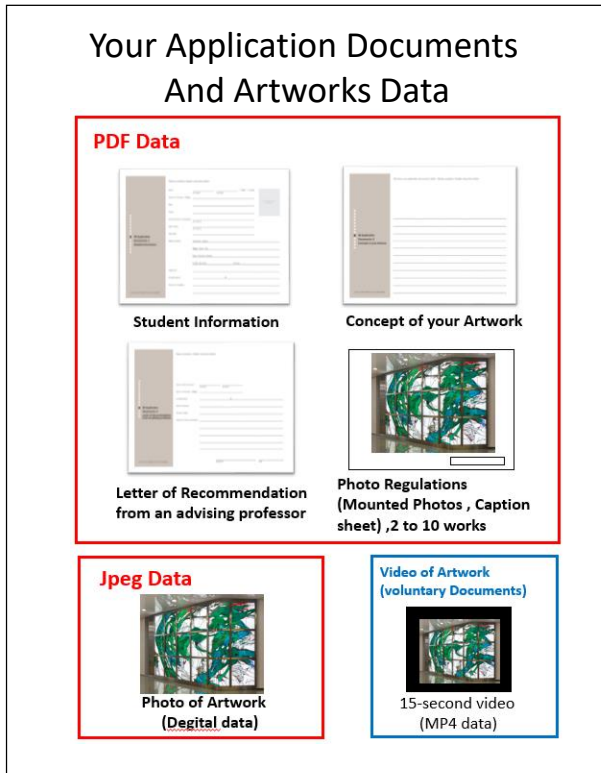 Your Application Documents
And Artworks Data
PDF Data
Student Information
Concept of your Artwork
Letter of Recommendation
from an advising professor
Photo Regulations
(Mounted Photos , Caption
sheet) ,2 to 10 works
Jpeg Data
Photo of Artwork
(Degital data)
Video of Artwork
(voluntary Documents)
15-second video
(MP4 data)